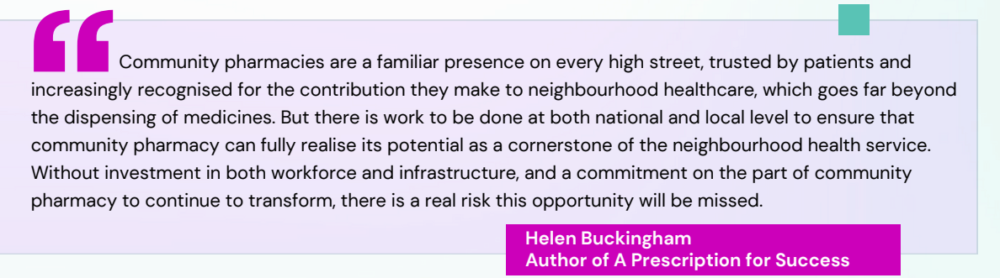 “ Community pharmacies are a familiar presence on every high street, trusted by patients and
increasingly recognised for the contribution they make to neighbourhood healthcare, which goes far beyond
the dispensing of medicines. But there is work to be done at both national and local level to ensure that
community pharmacy can fully realise its potential as a cornerstone of the neighbourhood health service.
Without investment in both workforce and infrastructure, and a commitment on the part of community
pharmacy to continue to transform, there is a real risk this opportunity will be missed.
Helen Buckingham
Author of A Prescription for Success